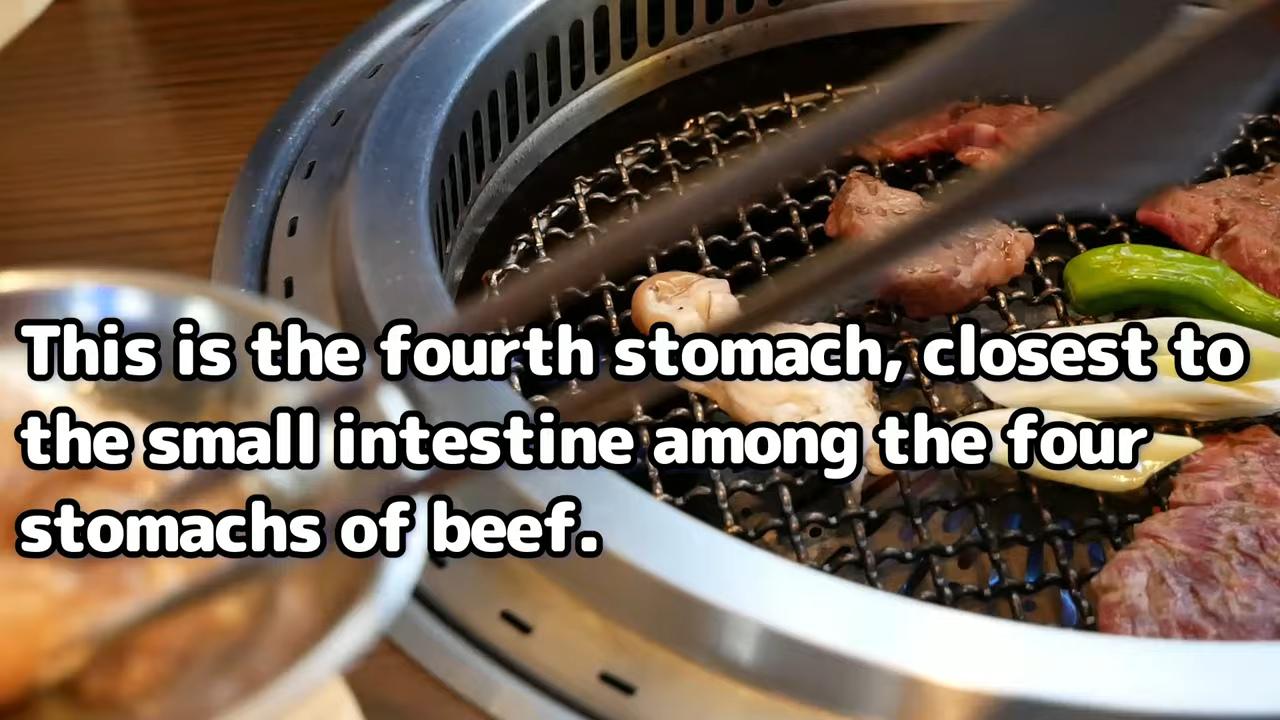 This is the fourth stomach, closest to
the small intestine among the four
stomachs of beef.